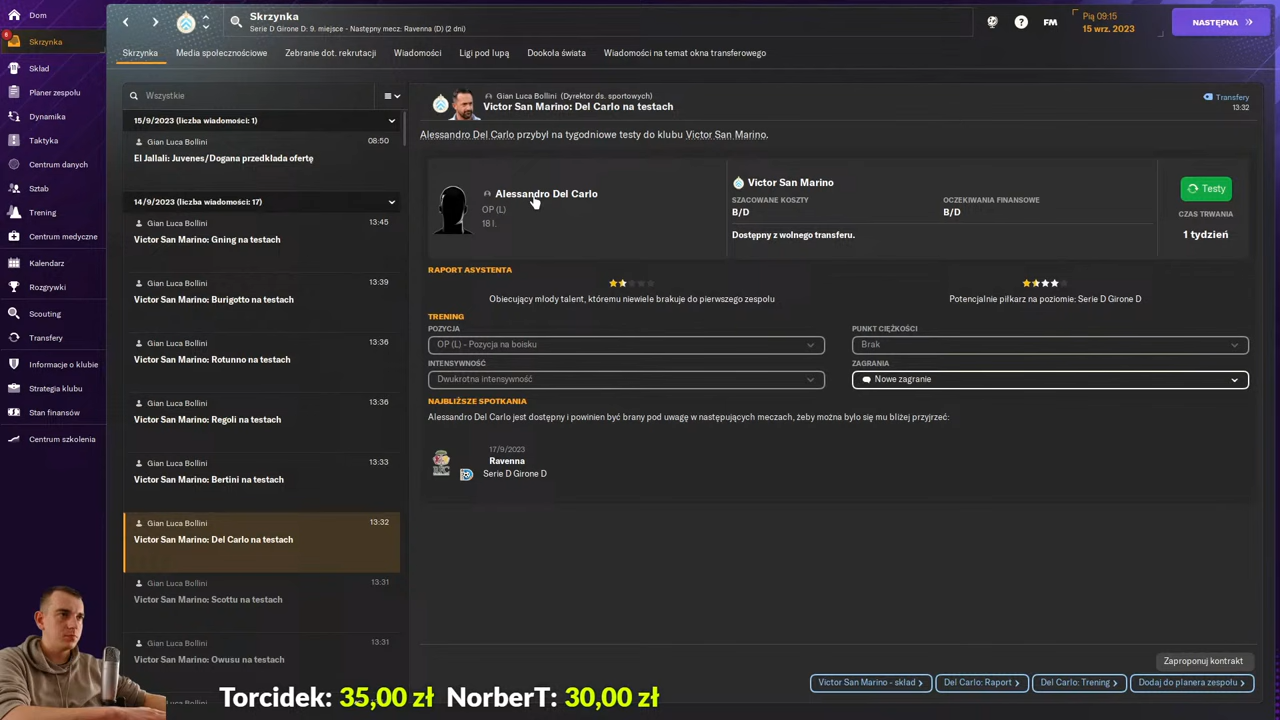 Dom
6
Skrzynka
Skład
Planer zespołu
Dynamika
Taktyka
Centrum danych
Sztab
Trening
Centrum medyczne
Kalendarz
Rozgrywki
Scouting
Transfery
Informacje o klubie
Strategia klubu
Stan finansów
Centrum szkolenia
Skrzynka
Serie D Girone D: 9. miejsce - Następny mecz: Ravenna (D) (2 dni)
FM
Pią 09:15
15 wrz. 2023
NASTĘPNA
Skrzynka
Media społecznościowe
Zebranie dot. rekrutacji
Wiadomości
Ligi pod lupą
Dookoła świata
Wiadomości na temat okna transferowego
Wszystkie
15/9/2023 (liczba wiadomości: 1)
Gian Luca Bollini 08:50
El Jallali: Juvenes/Dogana przedkłada ofertę
14/9/2023 (liczba wiadomości: 17)
Gian Luca Bollini 13:45
Victor San Marino: Gning na testach
Gian Luca Bollini 13:39
Victor San Marino: Burigotto na testach
Gian Luca Bollini 13:36
Victor San Marino: Rotunno na testach
Gian Luca Bollini 13:36
Victor San Marino: Regoli na testach
Gian Luca Bollini 13:33
Victor San Marino: Bertini na testach
Gian Luca Bollini 13:32
Victor San Marino: Del Carlo na testach
Gian Luca Bollini 13:31
Victor San Marino: Scottu na testach
Gian Luca Bollini 13:31
Victor San Marino: Owusu na testach
Gian Luca Bollini (Dyrektor ds. sportowych)
Victor San Marino: Del Carlo na testach
Transfery
13:32
Alessandro Del Carlo przybył na tygodniowe testy do klubu Victor San Marino.
Alessandro Del Carlo
OP (L)
18 l.
Victor San Marino
SZACOWANE KOSZTY
B/D
OCZEKIWANIA FINANSOWE
B/D
Dostępny z wolnego transferu.
Testy
CZAS TRWANIA
1 tydzień
RAPORT ASYSTENTA
Obiecujący młody talent, któremu niewiele brakuje do pierwszego zespołu
Potencjalnie piłkarz na poziomie: Serie D Girone D
TRENING
POZYCJA
OP (L) - Pozycja na boisku
PUNKT CIĘŻKOŚCI
Brak
INTENSYWNOŚĆ
Dwukrotna intensywność
ZAGRANIA
Nowe zagranie
NAJBLIŻSZE SPOTKANIA
Alessandro Del Carlo jest dostępny i powinien być brany pod uwagę w następujących meczach, żeby można było się mu bliżej przyjrzeć:
17/9/2023
Ravenna
Serie D Girone D
Zaproponuj kontrakt
Victor San Marino - skład
Del Carlo: Raport
Del Carlo: Trening
Dodaj do planera zespołu
Torcidek: 35,00 zł NorberT: 30,00 zł